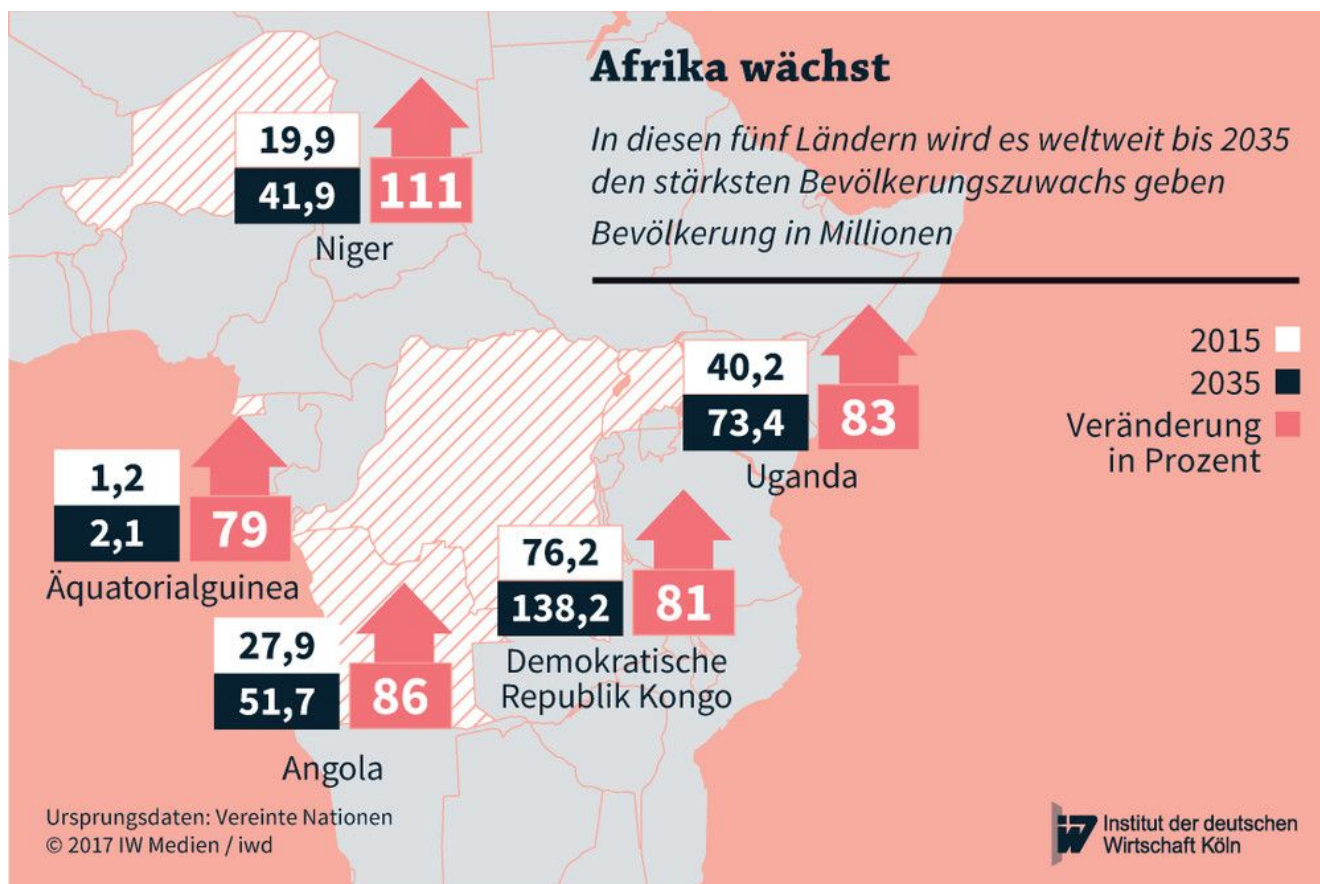 Afrika wächst
In diesen fünf Ländern wird es weltweit bis 2035
den stärksten Bevölkerungszuwachs geben
Bevölkerung in Millionen
2015
2035
Veränderung
in Prozent
19,9
41,9
111
Niger
40,2
73,4
83
Uganda
1,2
2,1
79
Äquatorialguinea
76,2
138,2
81
Demokratische
Republik Kongo
27,9
51,7
86
Angola
Ursprungsdaten: Vereinte Nationen
© 2017 IW Medien / iwd
iw
Institut der deutschen
Wirtschaft Köln